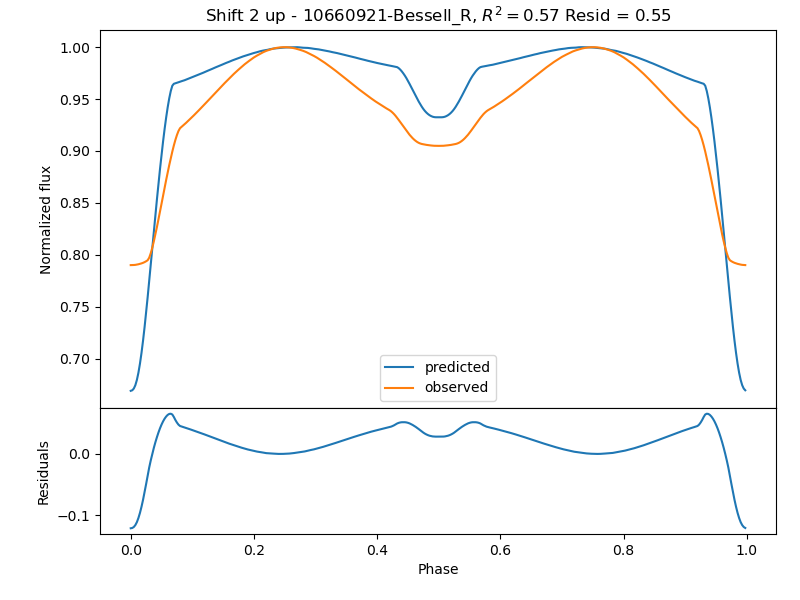 Shift 2 up - 10660921-Bessell_R, R² = 0.57 Resid = 0.55
1.00
0.95
0.90
0.85
0.80
0.75
0.70
Normalized flux
predicted
observed
0.0
−0.1
Residuals
0.0 0.2 0.4 0.6 0.8 1.0
Phase